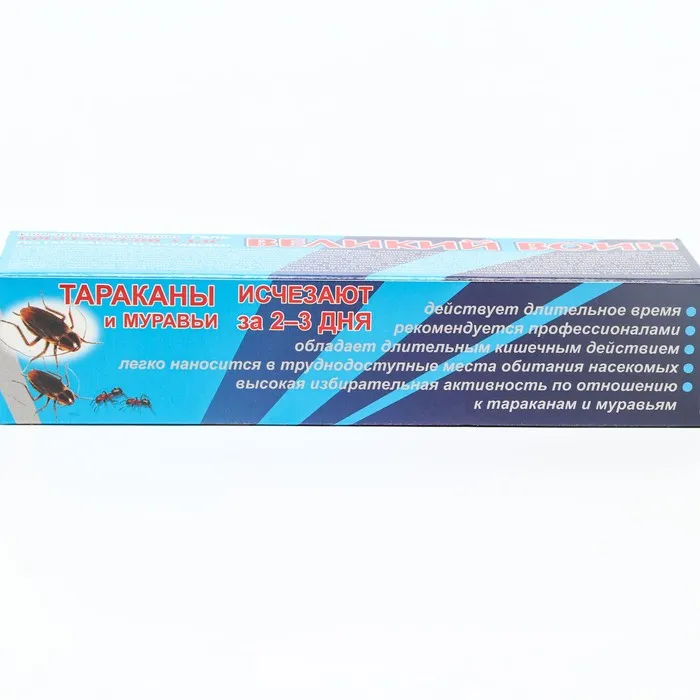 ВЕЛИКИЙ ВОИН
ТАРАКАНЫ ИСЧЕЗАЮТ
и МУРАВЬИ за 2–3 ДНЯ
действует длительное время
рекомендуется профессионалами
обладает длительным кишечным действием
легко наносится в труднодоступные места обитания насекомых
высокая избирательная активность по отношению
к тараканам и муравьям